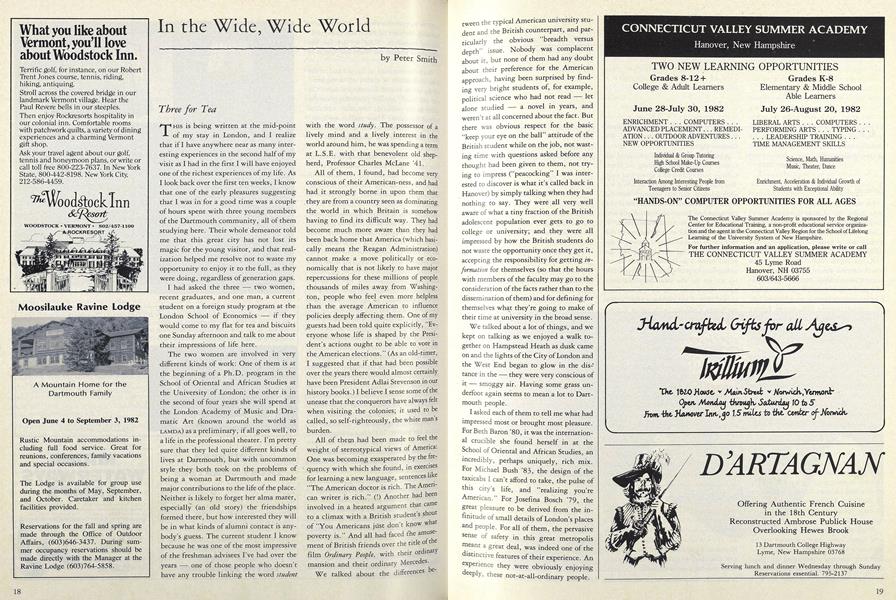 What you like about
Vermont, you'll love
about Woodstock Inn.
Terrific golf, for instance, on our Robert
Trent Jones course, tennis, riding,
hiking, antiquing.
Stroll across the covered bridge in our
landmark Vermont village. Hear the
Paul Revere bells in our steeples.
Then enjoy Rockresorts hospitality in
our colonial inn. Comfortable rooms
with patchwork quilts, a variety of dining
experiences and a charming Vermont
gift shop.
Ask your travel agent about our golf,
tennis and honeymoon plans, or write or
call toll free 800-223-7637. In New York
State, 800-442-8198. New York City,
212-586-4459.
The Woodstock Inn
& Resort
WOODSTOCK • VERMONT • 802/457-1100
A ROCKRESORT
Moosilauke Ravine Lodge
A Mountain Home for the
Dartmouth Family
Open June 4 to September 3, 1982
Rustic Mountain accommodations in-
cluding full food service. Great for
reunions, conferences, family vacations
and special occasions.
The Lodge is available for group use
during the months of May, September,
and October. Caretaker and kitchen
facilities provided.
Reservations for the fall and spring are
made through the Office of Outdoor
Affairs, (603)646-3437. During sum-
mer occupancy reservations should be
made directly with the Manager at the
Ravine Lodge (603)764-5858.
18
In the Wide, Wide World
by Peter Smith
Three for Tea
THIS is being written at the mid-point
of my stay in London, and I realize
that if I have anywhere near as many inter-
esting experiences in the second half of my
visit as I had in the first I will have enjoyed
one of the richest experiences of my life. As
I look back over the first ten weeks, I know
that one of the early pleasures suggesting
that I was in for a good time was a couple
of hours spent with three young members
of the Dartmouth community, all of them
studying here. Their whole demeanor told
me that this great city has not lost its
magic for the young visitor, and that real-
ization helped me resolve not to waste my
opportunity to enjoy it to the full, as they
were doing, regardless of generation gaps.
I had asked the three — two women,
recent graduates, and one man, a current
student on a foreign study program at the
London School of Economics — if they
would come to my flat for tea and biscuits
one Sunday afternoon and talk to me about
their impressions of life here.
The two women are involved in very
different kinds of work: One of them is at
the beginning of a Ph.D. program in the
School of Oriental and African Studies at
the University of London; the other is in
the second of four years she will spend at
the London Academy of Music and Dra-
matic Art (known around the world as
LAMDA) as a preliminary, if all goes well, to
a life in the professional theater. I'm pretty
sure that they led quite different kinds of
lives at Dartmouth, but with uncommon
style they both took on the problems of
being a woman at Dartmouth and made
major contributions to the life of the place.
Neither is likely to forget her alma mater,
especially (an old story) the friendships
formed there, but how interested they will
be in what kinds of alumni contact is any-
body's guess. The current student I know
because he was one of the most impressive
of the freshman advisees I've had over the
years — one of those people who doesn't
have any trouble linking the word student
with the word study. The possessor of a
lively mind and a lively interest in the
world around him, he was spending a term
at L.S.E. with that benevolent old shep-
herd, Professor Charles McLane '41.
All of them, I found, had become very
conscious of their American-ness, and had
had it strongly borne in upon them that
they are from a country seen as dominating
the world in which Britain is somehow
having to find its difficult way. They had
become much more aware than they had
been back home that America (which basi-
cally means the Reagan Administration)
cannot make a move politically or eco-
nomically that is not likely to have major
repercussions for these millions of people
thousands of miles away from Washing-
ton, people who feel even more helpless
than the average American to influence
policies deeply affecting them. One of my
guests had been told quite explicitly, "Ev-
eryone whose life is shaped by the Presi-
dent's actions ought to be able to vote in
the American elections." (As an old-timer,
I suggested that if that had been possible
over the years there would almost certainly
have been President Adlai Stevenson in our
history books.) I believe I sense some of the
unease that the conquerors have always felt
when visiting the colonies; it used to be
called, so self-righteously, the white man's
burden.
All of them had been made to feel the
weight of stereotypical views of America:
One was becoming exasperated by the fre-
quency with which she found, in exercises
for learning a new language, sentences like
"The American doctor is rich. The Ameri-
can writer is rich." (!) Another had been
involved in a heated argument that came
to a climax with a British student's shout
of "You Americans just don't know what
poverty is." And all had faced the amuse-
ment of British friends over the title of the
film Ordinary People, with their ordinary
mansion and their ordinary Mercedes.
We talked about the differences be-
tween the typical American university stu-
dent and the British counterpart, and par-
ticularly the obvious "breadth versus
depth" issue. Nobody was complacent
about it, but none of them had any doubt
about their preference for the American
approach, having been surprised by find-
ing very bright students of, for example,
political science who had not read — let
alone studied — a novel in years, and
weren't at all concerned about the fact. But
there was obvious respect for the basic
"keep your eye on the ball" attitude of the
British student while on the job, not wast-
ing time with questions asked before any
thought had been given to them, not try-
ing to impress ("peacocking" I was inter-
ested to discover is what it's called back in
Hanover) by simply talking when they had
nothing to say. They were all very well
aware of what a tiny fraction of the British
adolescent population ever gets to go to
college or university; and they were all
impressed by how the British students do
not waste the opportunity once they get it,
accepting the responsibility for getting in-
formation for themselves (so that the hours
with members of the faculty may go to the
consideration of the facts rather than to the
dissemination of them) and for defining for
themselves what they're going to make of
their time at university in the broad sense.
We talked about a lot of things, and we
kept on talking as we enjoyed a walk to-
gether on Hampstead Heath as dusk came
on and the lights of the City of London and
the West End began to glow in the dis-
tance in the — they were very conscious of
it — smoggy air. Having some grass un-
derfoot again seems to mean a lot to Dart-
mouth people.
I asked each of them to tell me what had
impressed most or brought most pleasure.
For Beth Baron '80, it was the internation-
al crucible she found herself in at the
School of Oriental and African Studies, an
incredibly, perhaps uniquely, rich mix.
For Michael Bush '83, the design of the
taxicabs I can't afford to take, the pulse of
this city's life, and "realizing you're
American." For Josefina Bosch '79, the
great pleasure to be derived from the in-
finitude of small details of London's places
and people. For all of them, the pervasive
sense of safety in this great metropolis
meant a great deal, was indeed one of the
distinctive features of their experience. An
experience they were obviously enjoying
deeply, these not-at-all-ordinary people.
CONNECTICUT VALLEY SUMMER ACADEMY
Hanover, New Hampshire
TWO NEW LEARNING OPPORTUNITIES
Grades 8-12+
College & Adult Learners
June 28-July 30, 1982
ENRICHMENT . . . COMPUTERS . . .
ADVANCED PLACEMENT . . . REMEDI-
ATION . . . OUTDOOR ADVENTURES . . .
NEW OPPORTUNITIES
Individual & Group Tutoring
High School Make-Up Courses
College Credit Courses
Interaction Among Interesting People from
Teenagers to Senior Citizens
Grades K-8
Elementary & Middle School
Able Learners
July 26-August 20, 1982
LIBERAL ARTS . . . COMPUTERS . . .
PERFORMING ARTS . . . TYPING . . .
. . . LEADERSHIP TRAINING . . .
TIME MANAGEMENT SKILLS
Science, Math, Humanities
Music, Theater, Dance
Enrichment, Acceleration & Individual Growth of
Students with Exceptional Ability
"HANDS-ON" COMPUTER OPPORTUNITIES FOR ALL AGES
The Connecticut Valley Summer Academy is sponsored by the Regional
Center for Educational Training, a non-profit educational service organiza-
tion and the agent in the Connecticut Valley Region for the School of Lifelong
Learning of the University System of New Hampshire.
For further information and an application, please write or call
THE CONNECTICUT VALLEY SUMMER ACADEMY
45 Lyme Road
Hanover, NH 03755
603/643-5666
Hand-crafted Gifts for all Ages
Trillium
The 1820 House • Main Street • Norwich, Vermont
Open Monday through Saturday 10 to 5
From the Hanover Inn, go 1.5 miles to the center of Norwich
D'ARTAGNAN
Offering Authentic French Cuisine
in the 18th Century
Reconstructed Ambrose Publick House
Overlooking Hewes Brook
13 Dartmouth College Highway
Lyme, New Hampshire 03768
Serving lunch and dinner Wednesday through Sunday
Reservations essential. 795-2137
19